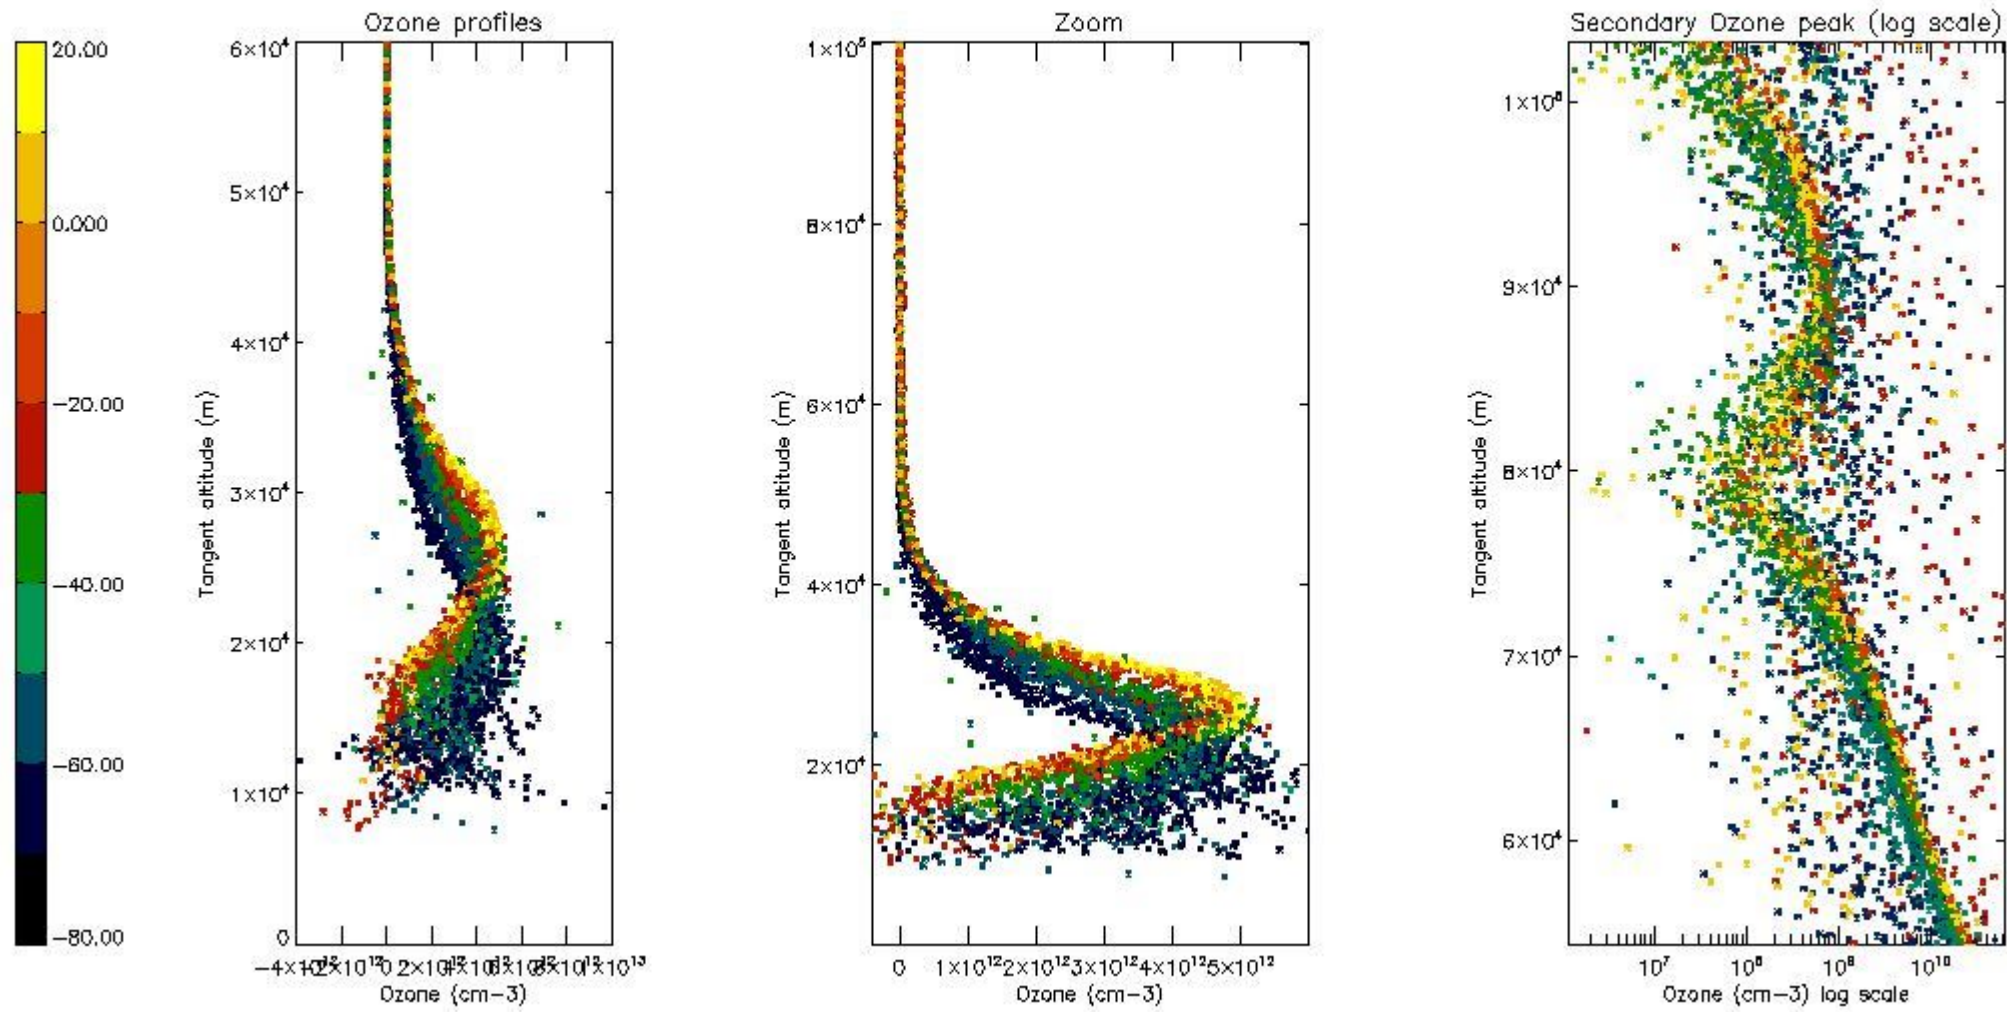 Ozone profiles
Zoom
Secondary Ozone peak (log scale)
20.00
0.000
−20.00
−40.00
−60.00
−80.00
6×10⁴
5×10⁴
4×10⁴
3×10⁴
2×10⁴
1×10⁴
0
Tangent altitude (m)
0
Ozone (cm−3)
1×10⁵
8×10⁴
6×10⁴
4×10⁴
2×10⁴
Tangent altitude (m)
0 1×10¹² 2×10¹² 3×10¹² 4×10¹² 5×10¹²
Ozone (cm−3)
9×10⁴
8×10⁴
7×10⁴
6×10⁴
Tangent altitude (m)
10⁷ 10⁸ 10⁹ 10¹⁰
Ozone (cm−3) log scale